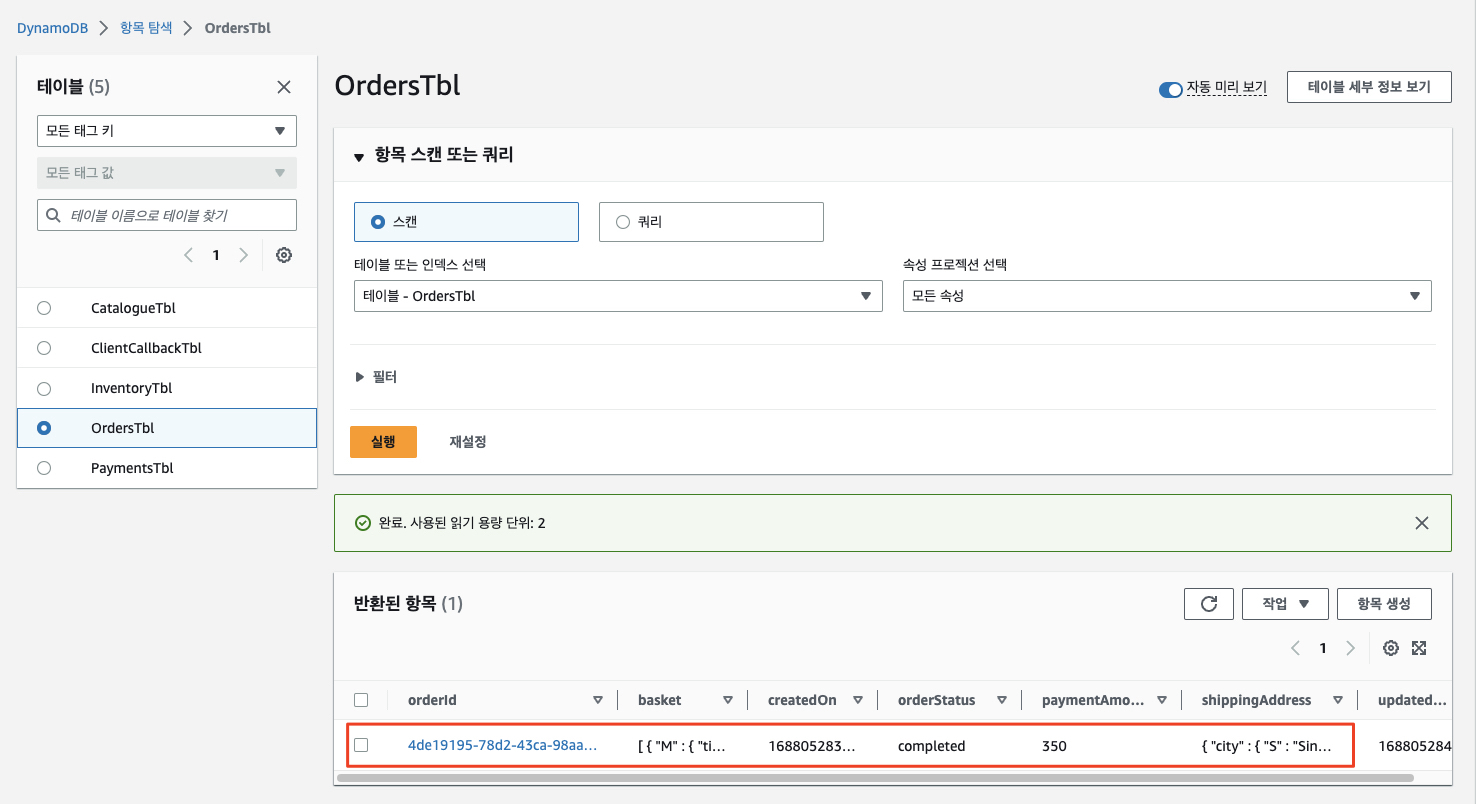 DynamoDB > 항목 탐색 > OrdersTbl
테이블 (5)
모든 태그 키
모든 태그 값
테이블 이름으로 테이블 찾기
1
CatalogueTbl
ClientCallbackTbl
InventoryTbl
OrdersTbl
PaymentsTbl
OrdersTbl
자동 미리 보기
테이블 세부 정보 보기
항목 스캔 또는 쿼리
스캔
쿼리
테이블 또는 인덱스 선택
속성 프로젝션 선택
테이블 - OrdersTbl
모든 속성
필터
실행
재설정
완료. 사용된 읽기 용량 단위: 2
반환된 항목 (1)
작업
항목 생성
1
orderId basket createdOn orderStatus paymentAmo... shippingAddress updated...
4de19195-78d2-43ca-98aa... [ { "M" : { "ti... 168805283... completed 350 { "city" : { "S" : "Sin... 168805284